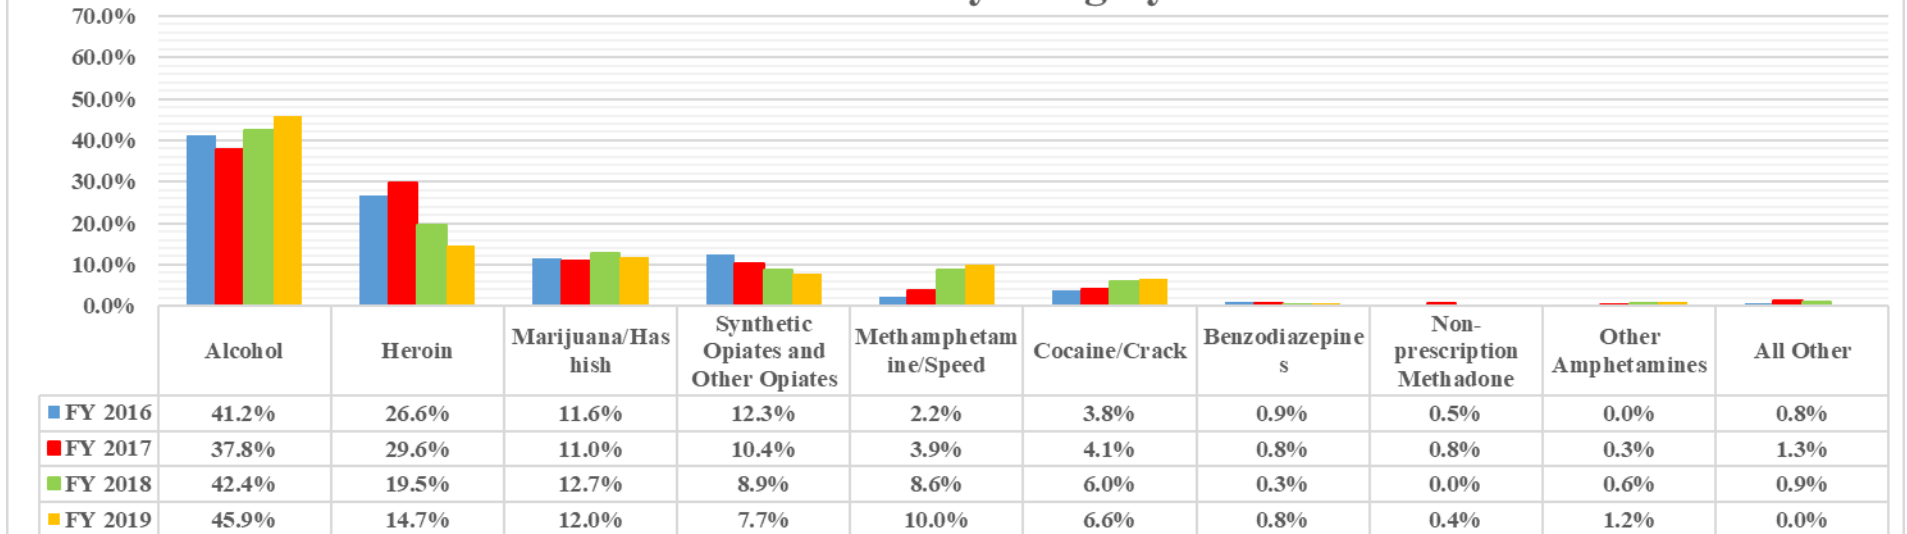 70.0%
60.0%
50.0%
40.0%
30.0%
20.0%
10.0%
0.0%
Alcohol
Heroin
Marijuana/Has
hish
Synthetic
Opiates and
Other Opiates
Methamphetam
ine/Speed
Cocaine/Crack
Benzodiazepine
s
Non-
prescription
Methadone
Other
Amphetamines
All Other
FY 2016 41.2% 26.6% 11.6% 12.3% 2.2% 3.8% 0.9% 0.5% 0.0% 0.8%
FY 2017 37.8% 29.6% 11.0% 10.4% 3.9% 4.1% 0.8% 0.8% 0.3% 1.3%
FY 2018 42.4% 19.5% 12.7% 8.9% 8.6% 6.0% 0.3% 0.0% 0.6% 0.9%
FY 2019 45.9% 14.7% 12.0% 7.7% 10.0% 6.6% 0.8% 0.4% 1.2% 0.0%